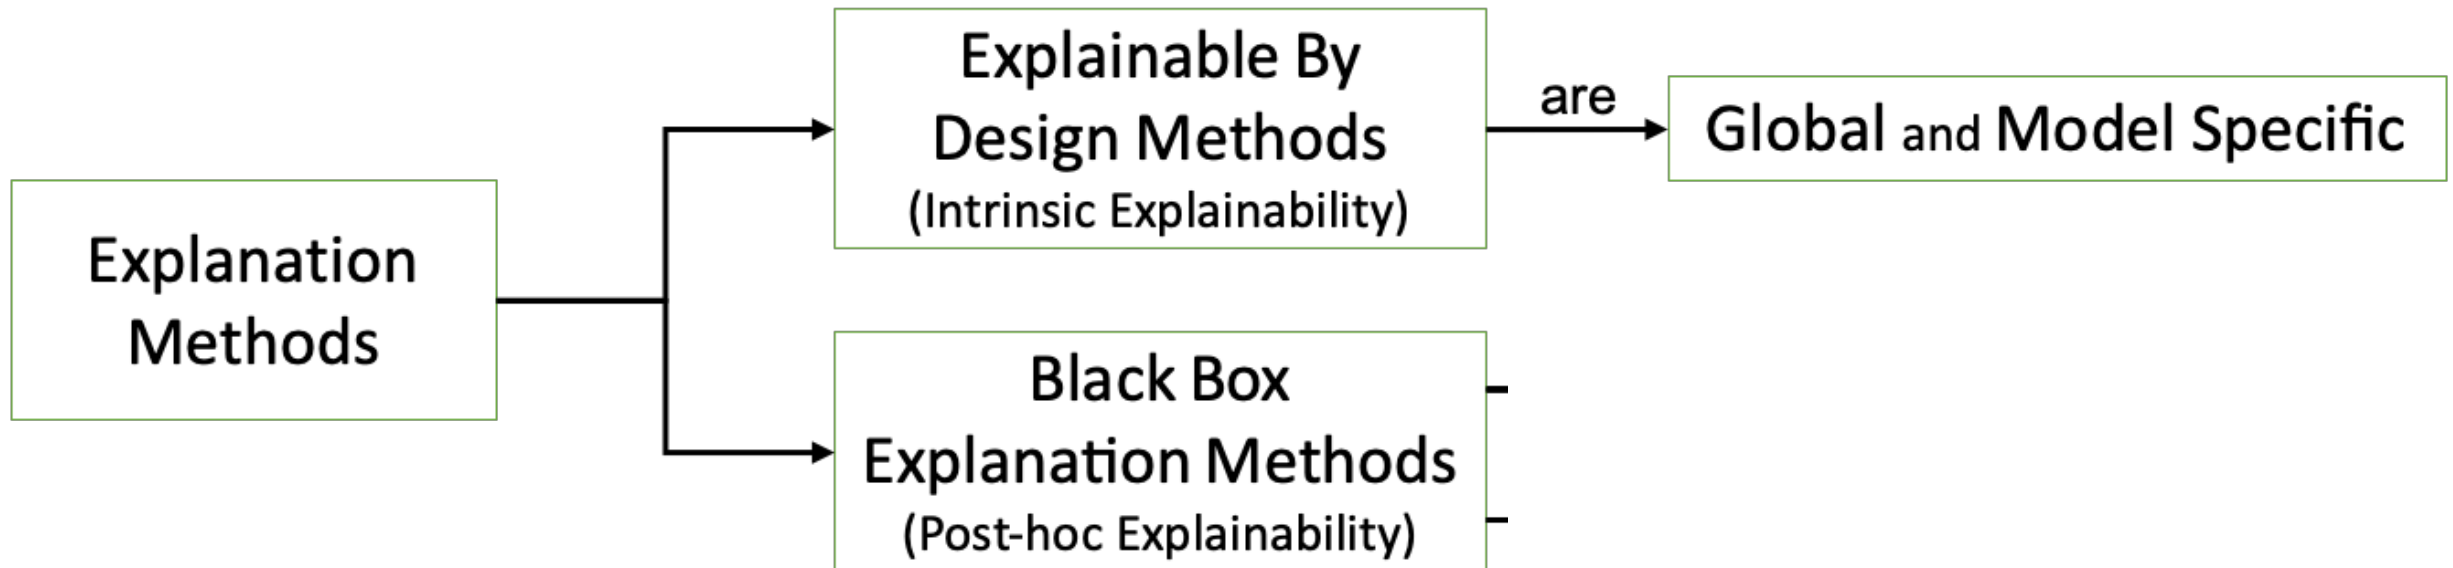 Explanation
Methods
Explainable By
Design Methods
(Intrinsic Explainability)
are
Global and Model Specific
Black Box
Explanation Methods
(Post-hoc Explainability)